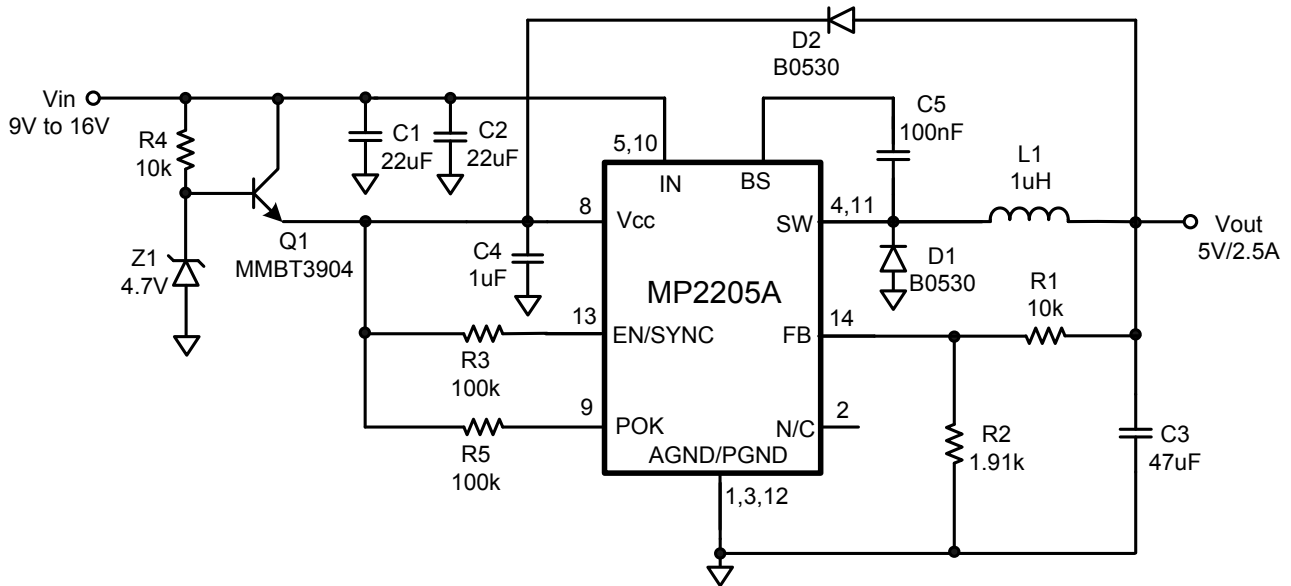 D2
B0530
Vin
9V to 16V
R4
10k
C1
22uF
C2
22uF
5,10
C5
100nF
L1
1uH
IN
BS
8
Vcc
SW
4,11
Vout
5V/2.5A
Q1
MMBT3904
Z1
4.7V
C4
1uF
D1
B0530
MP2205A
R1
10k
13
EN/SYNC
FB
14
R3
100k
9
POK
N/C
2
R5
100k
AGND/PGND
R2
1.91k
C3
47uF
1,3,12